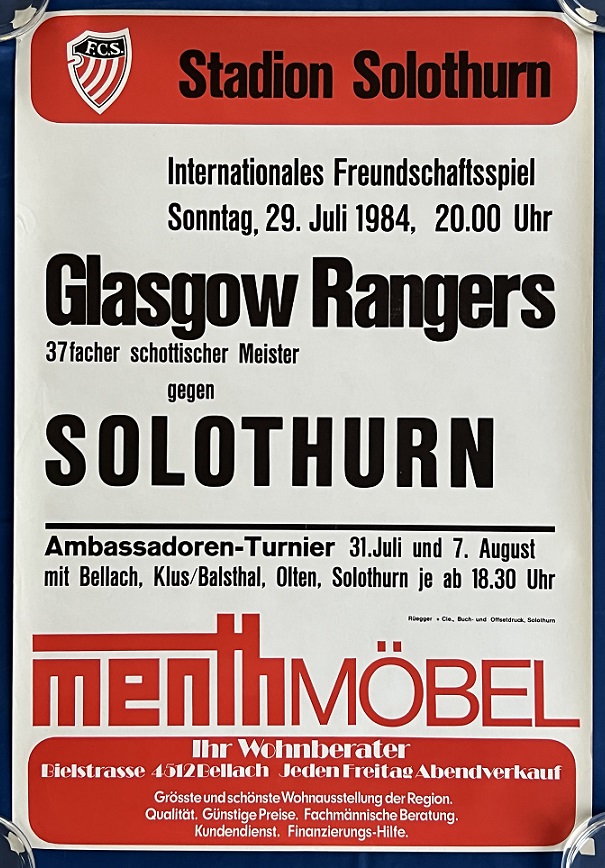 F.C.S.
Stadion Solothurn
Internationales Freundschaftsspiel
Sonntag, 29. Juli 1984, 20.00 Uhr
Glasgow Rangers
37facher schottischer Meister
gegen
SOLOTHURN
Ambassadoren-Turnier 31.Juli und 7. August
mit Bellach, Klus/Balsthal, Olten, Solothurn je ab 18.30 Uhr
Rüegger + Cie., Buch- und Offsetdruck, Solothurn
menth MÖBEL
Ihr Wohnberater
Bielstrasse 4512 Bellach Jeden Freitag Abendverkauf
Grösste und schönste Wohnausstellung der Region.
Qualität. Günstige Preise. Fachmännische Beratung.
Kundendienst. Finanzierungs-Hilfe.